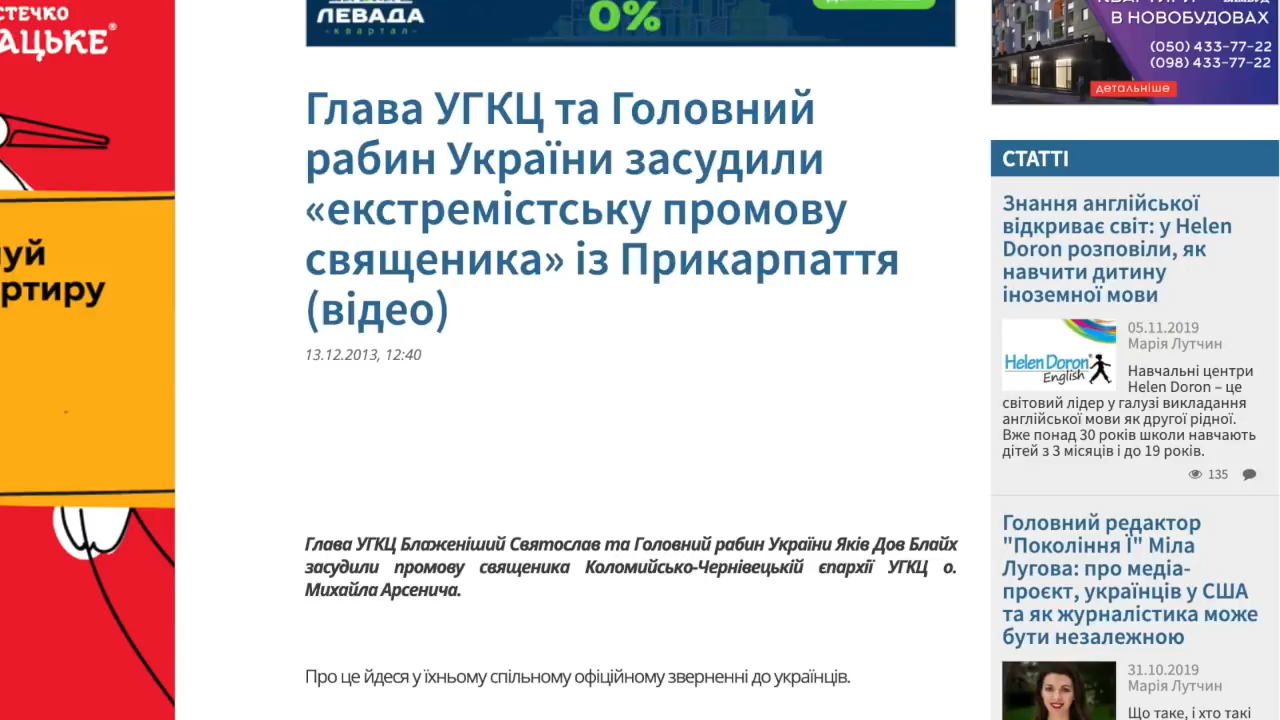 СТЕЧКО
АЦЬКЕ®
уй
ртиру
ЛЕВАДА
-квартал-
0%
Глава УГКЦ та Головний
рабин України засудили
«екстремістську промову
священика» із Прикарпаття
(відео)
13.12.2013, 12:40
Глава УГКЦ Блаженіший Святослав та Головний рабин України Яків Дов Блайх
засудили промову священика Коломийсько-Чернівецькій єпархії УГКЦ о.
Михайла Арсенича.
Про це йдеся у їхньому спільному офіційному зверненні до українців.
В НОВОБУДОВАХ
(050) 433-77-22
(098) 433-77-22
детальніше
СТАТТІ
Знання англійської
відкриває світ: у Helen
Doron розповіли, як
навчити дитину
іноземної мови
Helen Doron®
English
05.11.2019
Марія Лутчин
Навчальні центри
Helen Doron – це
світовий лідер у галузі викладання
англійської мови як другої рідної.
Вже понад 30 років школи навчають
дітей з 3 місяців і до 19 років.
135
Головний редактор
"Покоління Ї" Міла
Лугова: про медіа-
проєкт, українців у США
та як журналістика може
бути незалежною
31.10.2019
Марія Лутчин
Що таке, і хто такі